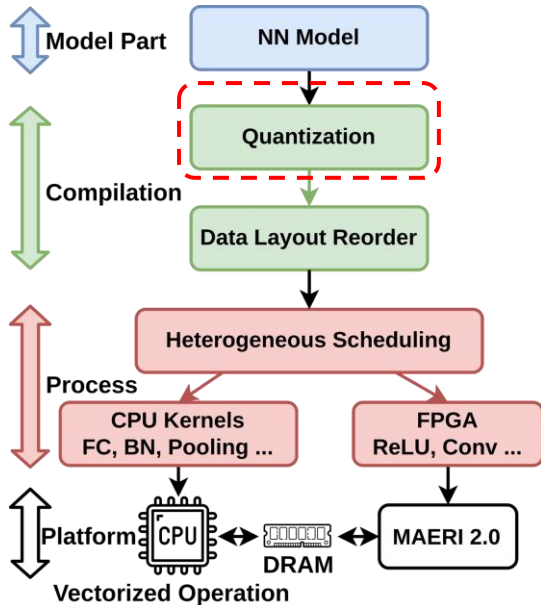 Model Part
NN Model
Quantization
Compilation
Data Layout Reorder
Heterogeneous Scheduling
Process
CPU Kernels
FC, BN, Pooling ...
FPGA
ReLU, Conv ...
Platform
CPU
DRAM
MAERI 2.0
Vectorized Operation